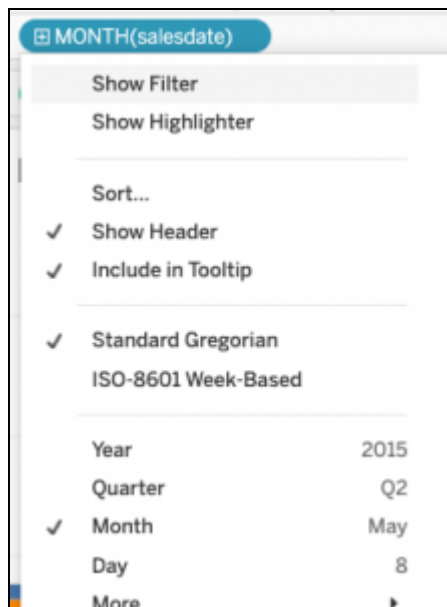 MONTH(salesdate)
Show Filter
Show Highlighter
Sort...
Show Header
Include in Tooltip
Standard Gregorian
ISO-8601 Week-Based
Year 2015
Quarter Q2
Month May
Day 8
More